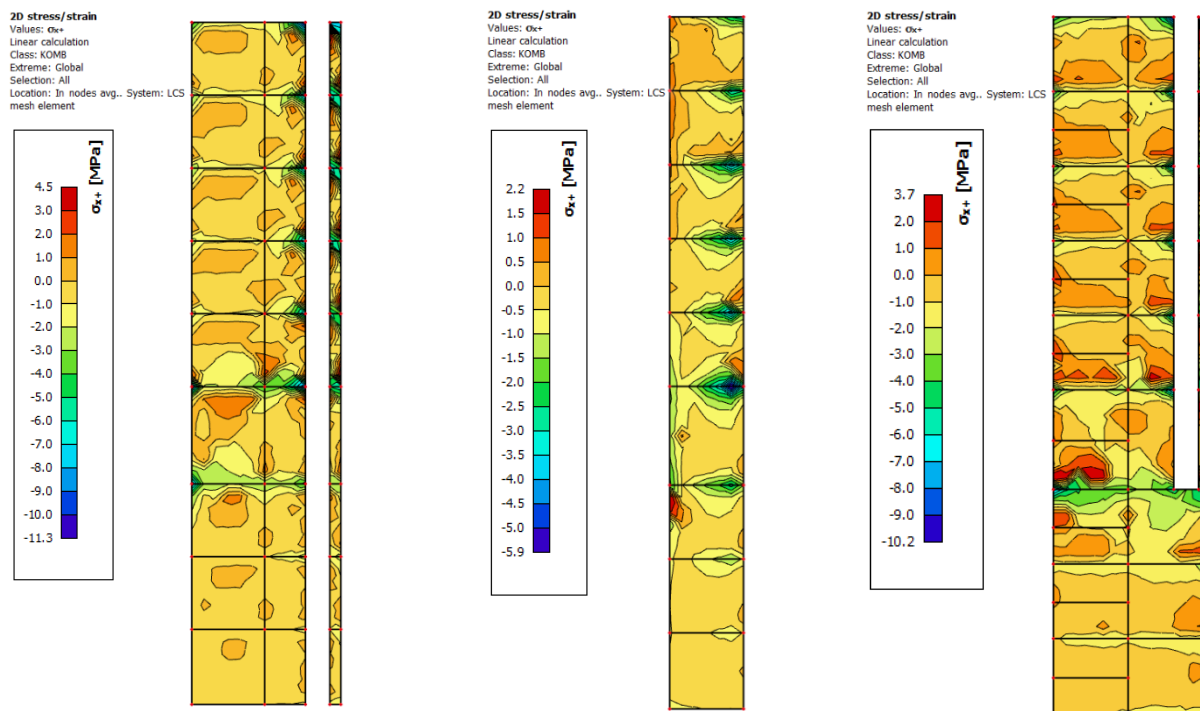 2D stress/strain
Values: σx+
Linear calculation
Class: KOMB
Extreme: Global
Selection: All
Location: In nodes avg.. System: LCS
mesh element
σx+ [MPa]
4.5
3.0
2.0
1.0
0.0
-1.0
-2.0
-3.0
-4.0
-5.0
-6.0
-7.0
-8.0
-9.0
-10.0
-11.3
2D stress/strain
Values: σx+
Linear calculation
Class: KOMB
Extreme: Global
Selection: All
Location: In nodes avg.. System: LCS
mesh element
σx+ [MPa]
2.2
1.5
1.0
0.5
0.0
-0.5
-1.0
-1.5
-2.0
-2.5
-3.0
-3.5
-4.0
-4.5
-5.0
-5.9
2D stress/strain
Values: σx+
Linear calculation
Class: KOMB
Extreme: Global
Selection: All
Location: In nodes avg.. System: LCS
mesh element
σx+ [MPa]
3.7
2.0
1.0
0.0
-1.0
-2.0
-3.0
-4.0
-5.0
-6.0
-7.0
-8.0
-9.0
-10.2